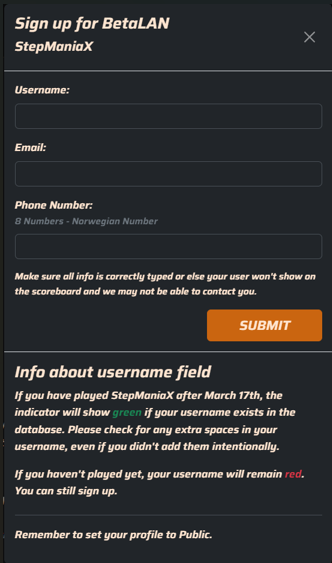 Sign up for BetaLAN
StepManiaX
Username:
Email:
Phone Number:
8 Numbers - Norwegian Number
Make sure all info is correctly typed or else your user won't show on
the scoreboard and we may not be able to contact you.
SUBMIT
Info about username field
If you have played StepManiaX after March 17th, the
indicator will show green if your username exists in the
database. Please check for any extra spaces in your
username, even if you didn't add them intentionally.
If you haven't played yet, your username will remain red.
You can still sign up.
Remember to set your profile to Public.